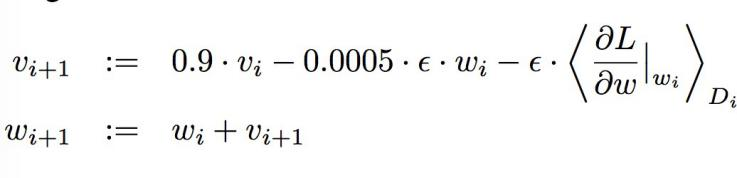 v_{i+1} := 0.9 · v_i − 0.0005 · ϵ · w_i − ϵ · ⟨ ∂L/∂w |_{w_i} ⟩_{D_i}
w_{i+1} := w_i + v_{i+1}